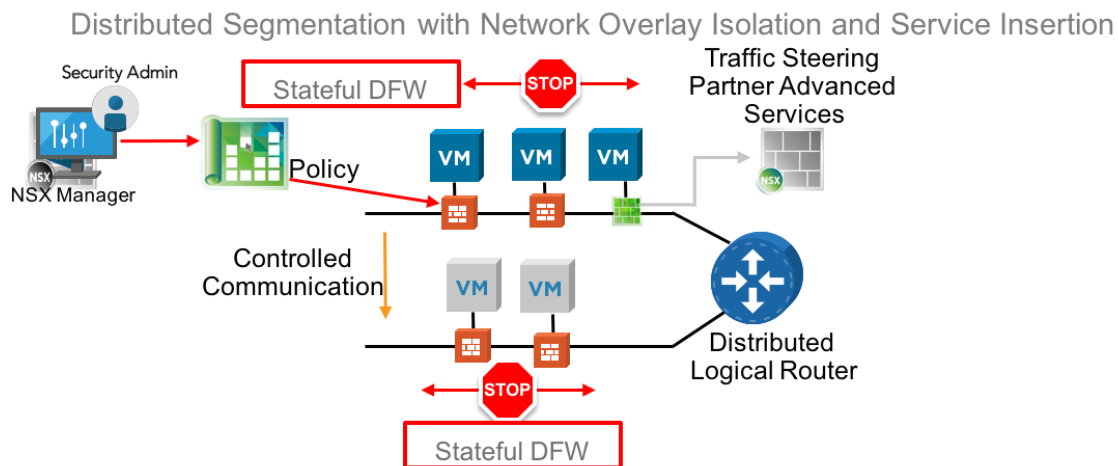 Distributed Segmentation with Network Overlay Isolation and Service Insertion
Security Admin
NSX
NSX Manager
Policy
Stateful DFW
STOP
Traffic Steering
Partner Advanced
Services
NSX
VM
VM
VM
Controlled
Communication
VM
VM
Distributed
Logical Router
STOP
Stateful DFW